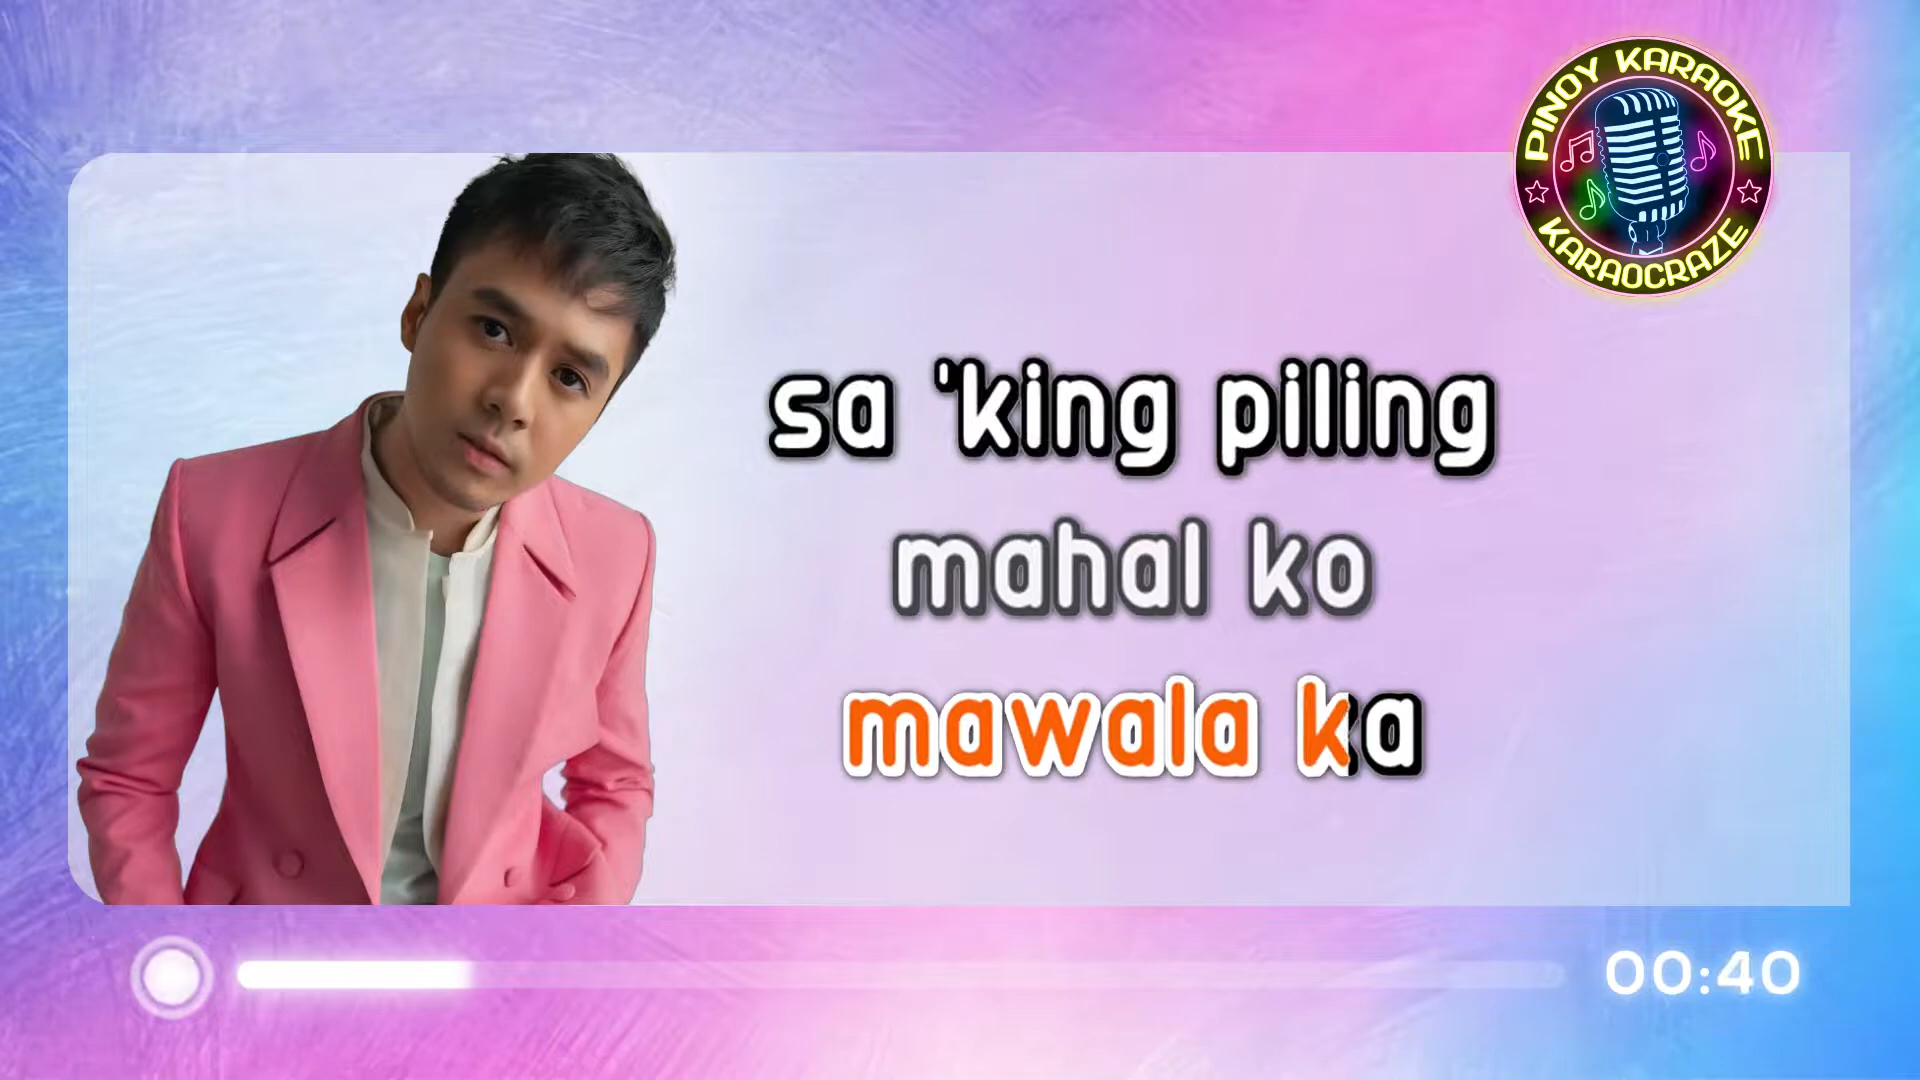 PINOY KARAOKE
KARAOCRAZE
sa 'king piling
mahal ko
mawala ka
00:40